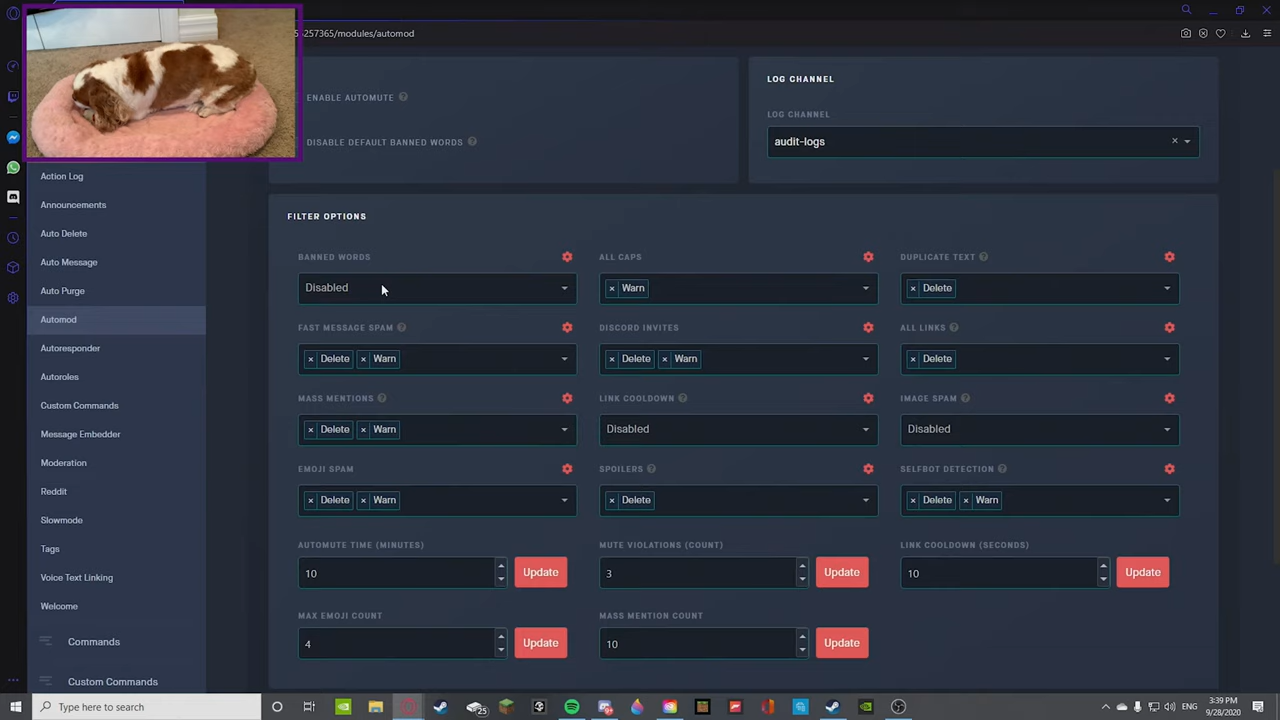 5257365/modules/automod
ENABLE AUTOMUTE ?
DISABLE DEFAULT BANNED WORDS ?
LOG CHANNEL
LOG CHANNEL
audit-logs ×
Action Log
Announcements
Auto Delete
Auto Message
Auto Purge
Automod
Autoresponder
Autoroles
Custom Commands
Message Embedder
Moderation
Reddit
Slowmode
Tags
Voice Text Linking
Welcome
Commands
Custom Commands
FILTER OPTIONS
BANNED WORDS
Disabled
ALL CAPS
× Warn
DUPLICATE TEXT ?
× Delete
FAST MESSAGE SPAM ?
× Delete × Warn
DISCORD INVITES
× Delete × Warn
ALL LINKS ?
× Delete
MASS MENTIONS ?
× Delete × Warn
LINK COOLDOWN ?
Disabled
IMAGE SPAM ?
Disabled
EMOJI SPAM
× Delete × Warn
SPOILERS ?
× Delete
SELFBOT DETECTION ?
× Delete × Warn
AUTOMUTE TIME (MINUTES)
10 Update
MUTE VIOLATIONS (COUNT)
3 Update
LINK COOLDOWN (SECONDS)
10 Update
MAX EMOJI COUNT
4 Update
MASS MENTION COUNT
10 Update
Type here to search
25
ENG
3:39 PM
9/28/2020